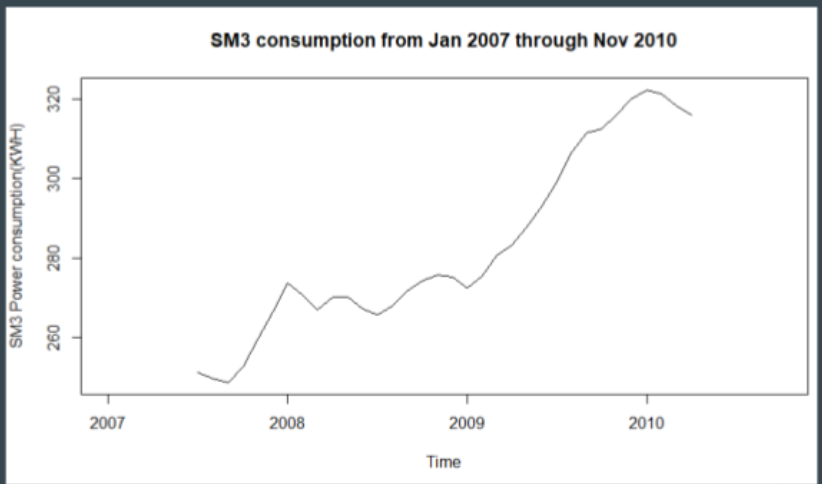 SM3 consumption from Jan 2007 through Nov 2010
SM3 Power consumption(KWH)
320
300
280
260
2007 2008 2009 2010
Time